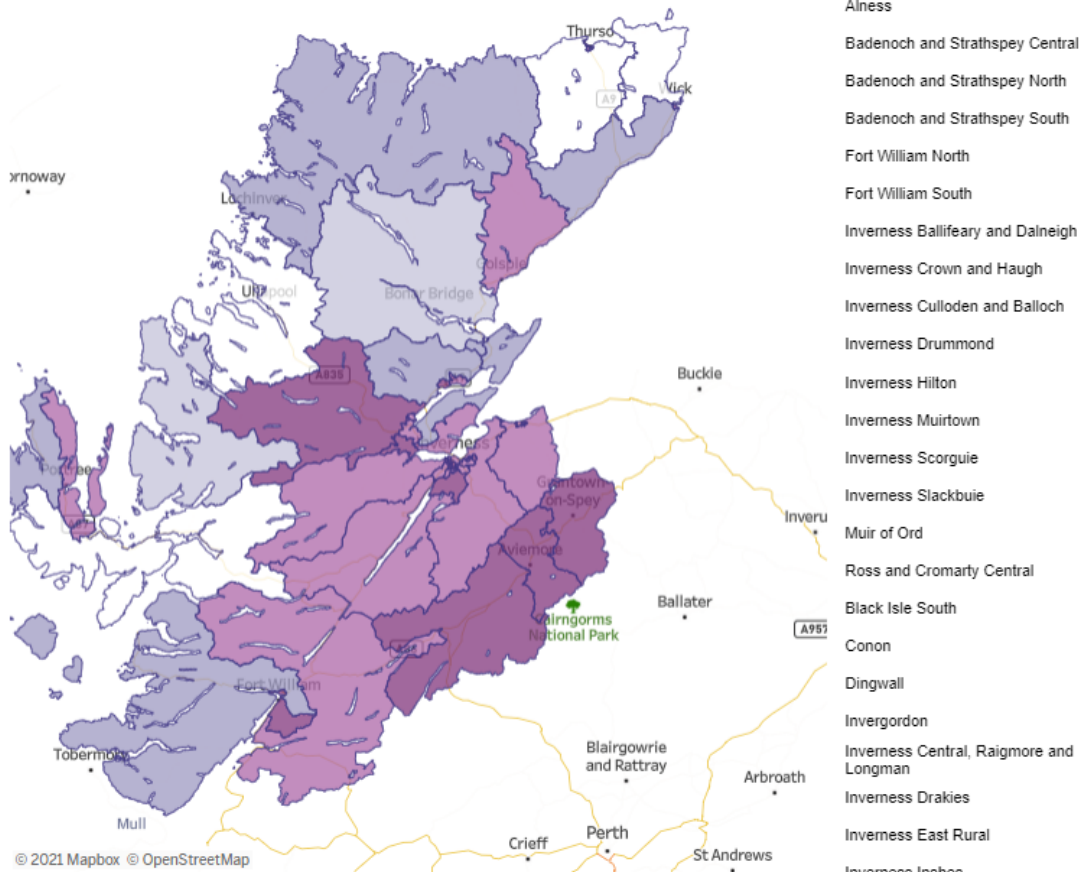 Thurso
A9
Wick
ornoway
Lochinver
Golspie
Ullapool
Bonar Bridge
A835
Buckie
Inverness
Portree
Grantown-
on-Spey
A87
Inveru
Aviemore
Ballater
Cairngorms
National Park
A957
Fort William
Tobermory
Blairgowrie
and Rattray
Arbroath
Mull
Perth
Crieff
St Andrews
© 2021 Mapbox © OpenStreetMap
Alness
Badenoch and Strathspey Central
Badenoch and Strathspey North
Badenoch and Strathspey South
Fort William North
Fort William South
Inverness Ballifeary and Dalneigh
Inverness Crown and Haugh
Inverness Culloden and Balloch
Inverness Drummond
Inverness Hilton
Inverness Muirtown
Inverness Scorguie
Inverness Slackbuie
Muir of Ord
Ross and Cromarty Central
Black Isle South
Conon
Dingwall
Invergordon
Inverness Central, Raigmore and
Longman
Inverness Drakies
Inverness East Rural
Inverness Inshes